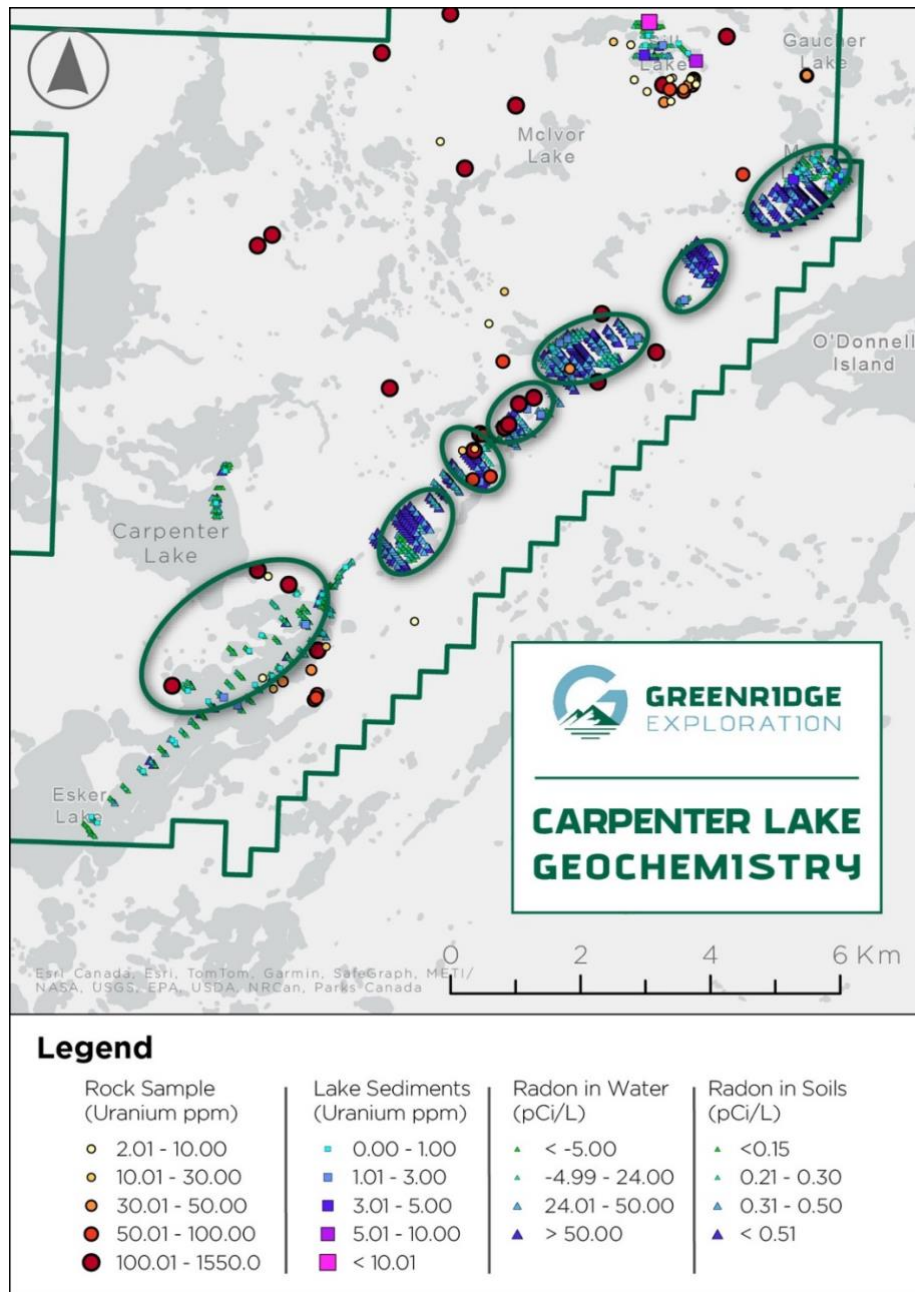 Lake
Gaucher
Lake
McIvor
Lake
O'Donnell
Island
Carpenter
Lake
Esker
Lake
GREENRIDGE
EXPLORATION
CARPENTER LAKE
GEOCHEMISTRY
0 2 4 6 Km
Esri Canada, Esri, TomTom, Garmin, SafeGraph, METI/
NASA, USGS, EPA, USDA, NRCan, Parks Canada
Legend
Rock Sample
(Uranium ppm)
2.01 - 10.00
10.01 - 30.00
30.01 - 50.00
50.01 - 100.00
100.01 - 1550.0
Lake Sediments
(Uranium ppm)
0.00 - 1.00
1.01 - 3.00
3.01 - 5.00
5.01 - 10.00
< 10.01
Radon in Water
(pCi/L)
< -5.00
-4.99 - 24.00
24.01 - 50.00
> 50.00
Radon in Soils
(pCi/L)
<0.15
0.21 - 0.30
0.31 - 0.50
< 0.51